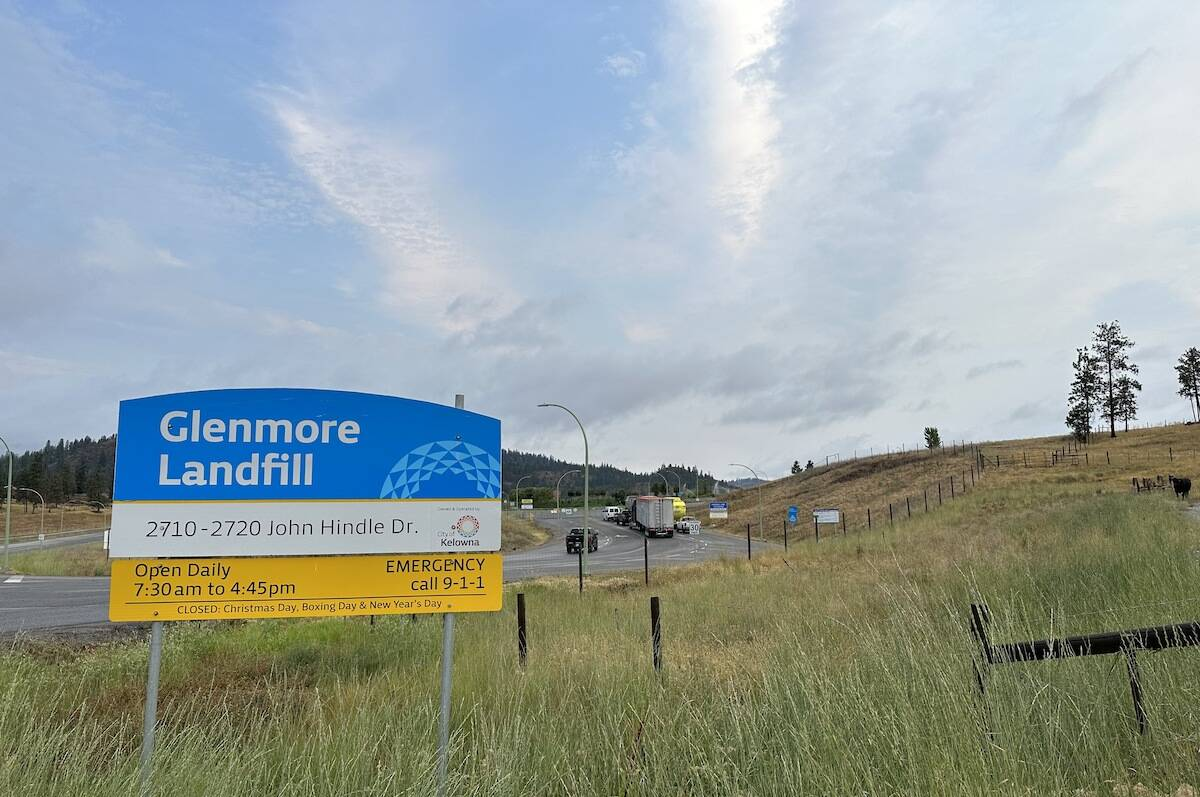 Glenmore
Landfill
2710-2720 John Hindle Dr.
Owned & Operated by
City of
Kelowna
Open Daily
7:30am to 4:45pm
EMERGENCY
call 9-1-1
CLOSED: Christmas Day, Boxing Day & New Year's Day
30